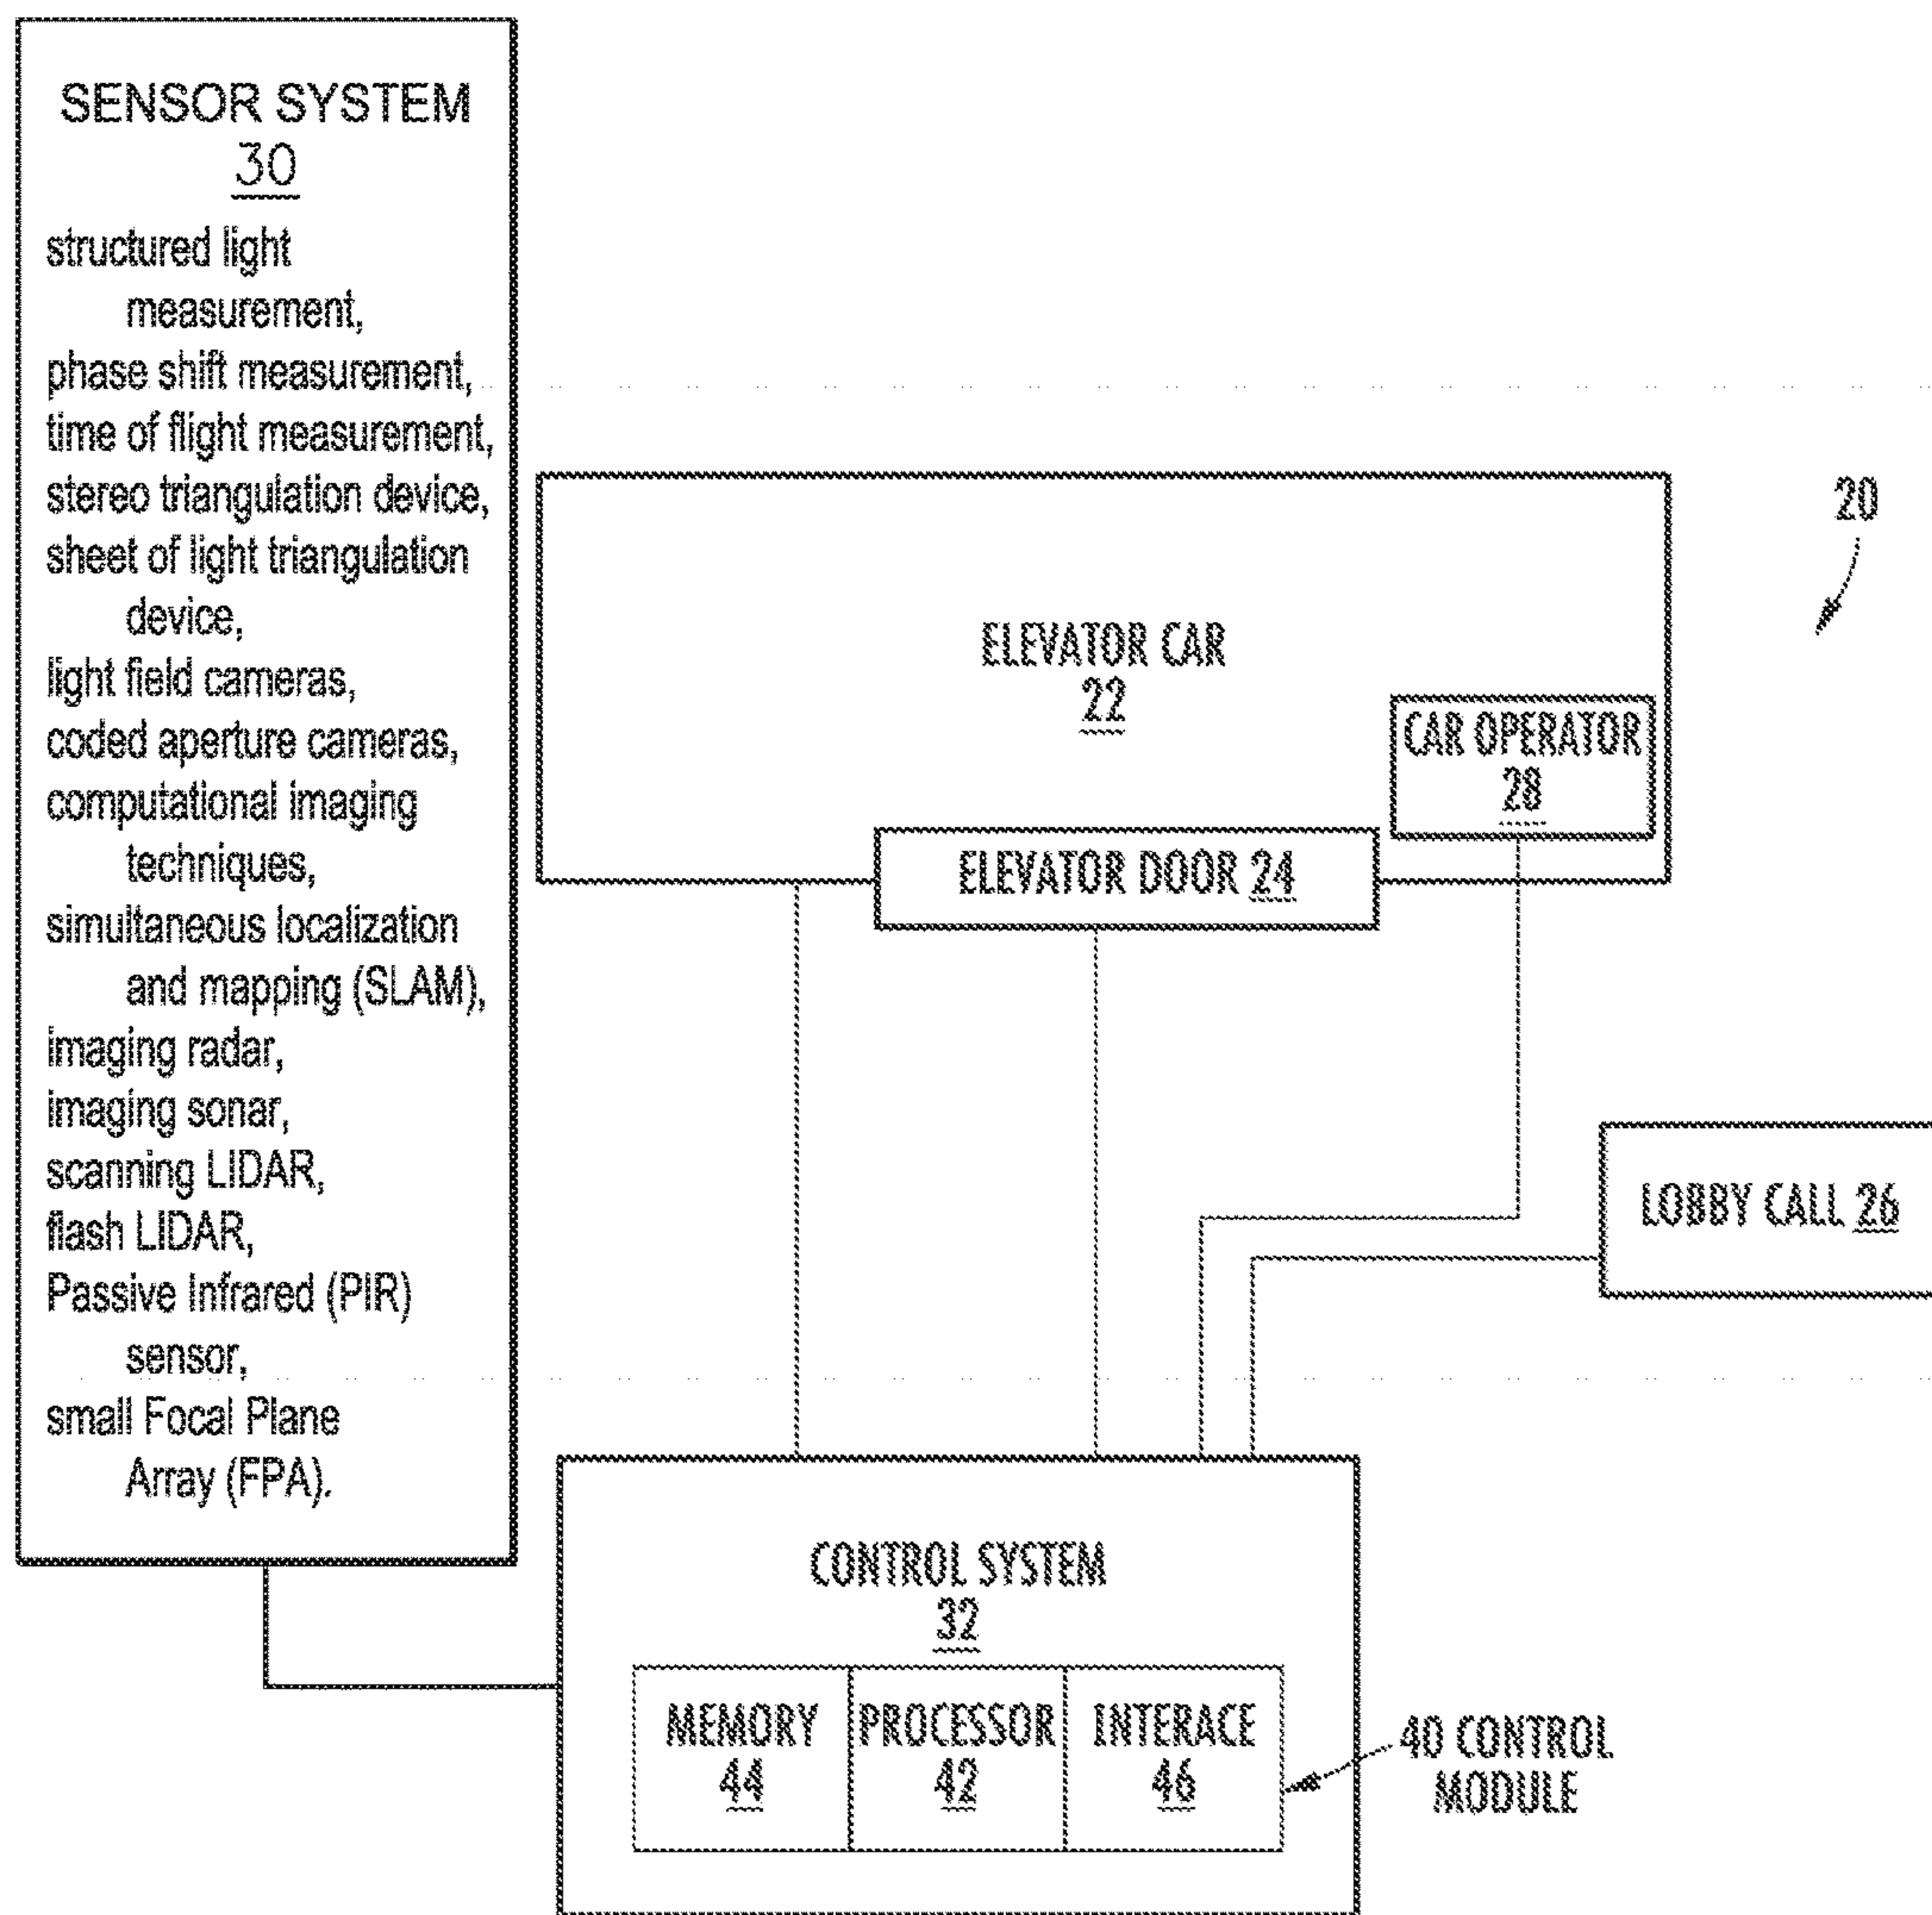 SENSOR SYSTEM
30
structured light
measurement,
phase shift measurement,
time of flight measurement,
stereo triangulation device,
sheet of light triangulation
device,
light field cameras,
coded aperture cameras,
computational imaging
techniques,
simultaneous localization
and mapping (SLAM),
imaging radar,
imaging sonar,
scanning LIDAR,
flash LIDAR,
Passive Infrared (PIR)
sensor,
small Focal Plane
Array (FPA).
20
ELEVATOR CAR
22
CAR OPERATOR
28
ELEVATOR DOOR 24
LOBBY CALL 26
CONTROL SYSTEM
32
MEMORY
44
PROCESSOR
42
INTERACE
46
40 CONTROL
MODULE